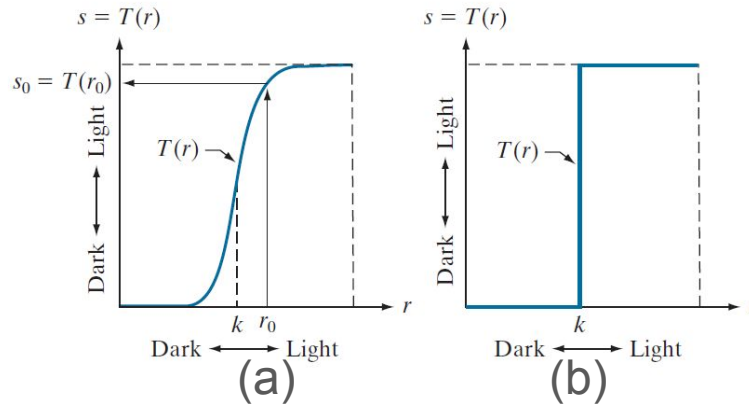 s = T(r)
s₀ = T(r₀)
T(r)
Dark ↔ Light
k r₀
r
Dark ↔ Light
(a)
s = T(r)
T(r)
Dark ↔ Light
k
Dark ↔ Light
(b)